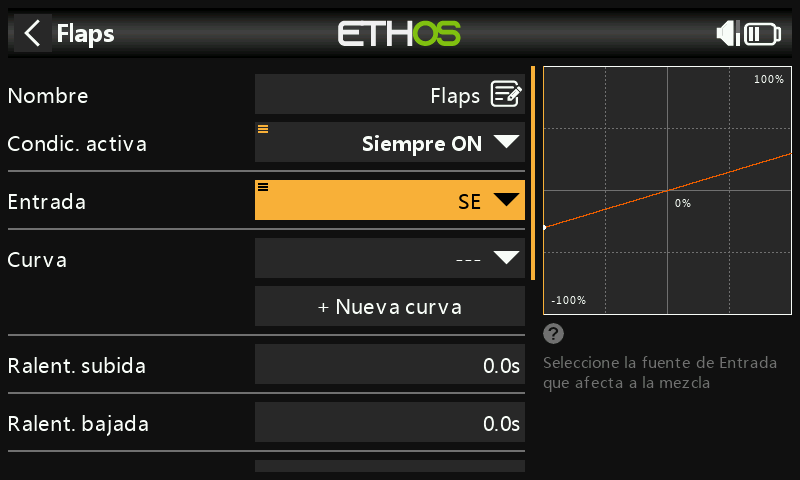 Flaps
ETHOS
Nombre
Flaps
Condic. activa
Siempre ON
Entrada
SE
Curva
---
+ Nueva curva
Ralent. subida
0.0s
Ralent. bajada
0.0s
100%
0%
-100%
?
Seleccione la fuente de Entrada
que afecta a la mezcla